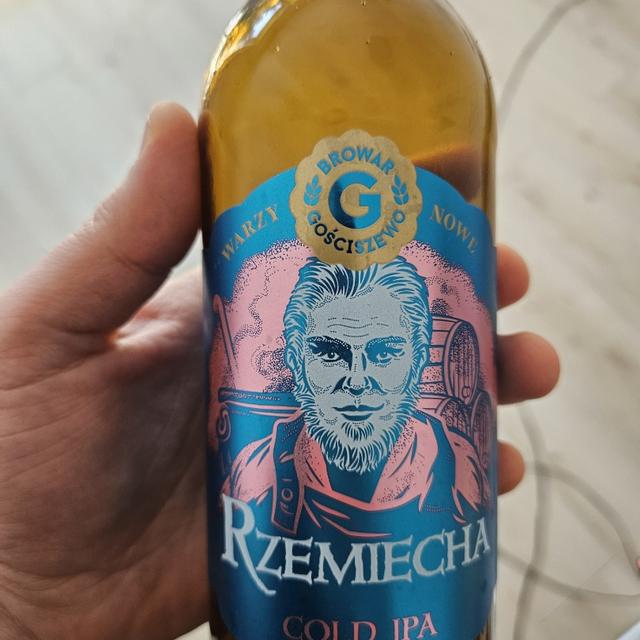 BROWAR
G
GOŚCISZEWO
WARZY NOWE
RZEMIECHA
COLD IPA